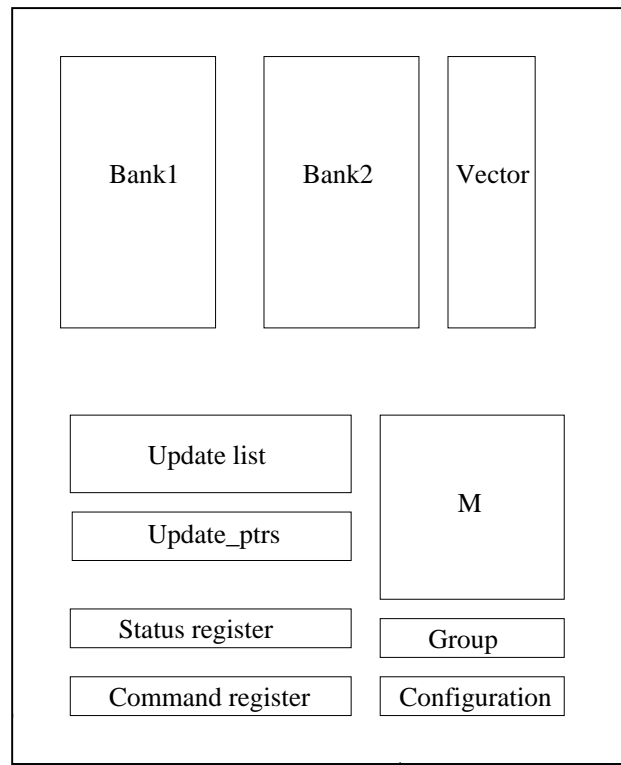 Bank1
Bank2
Vector
Update list
M
Update_ptrs
Status register
Group
Command register
Configuration